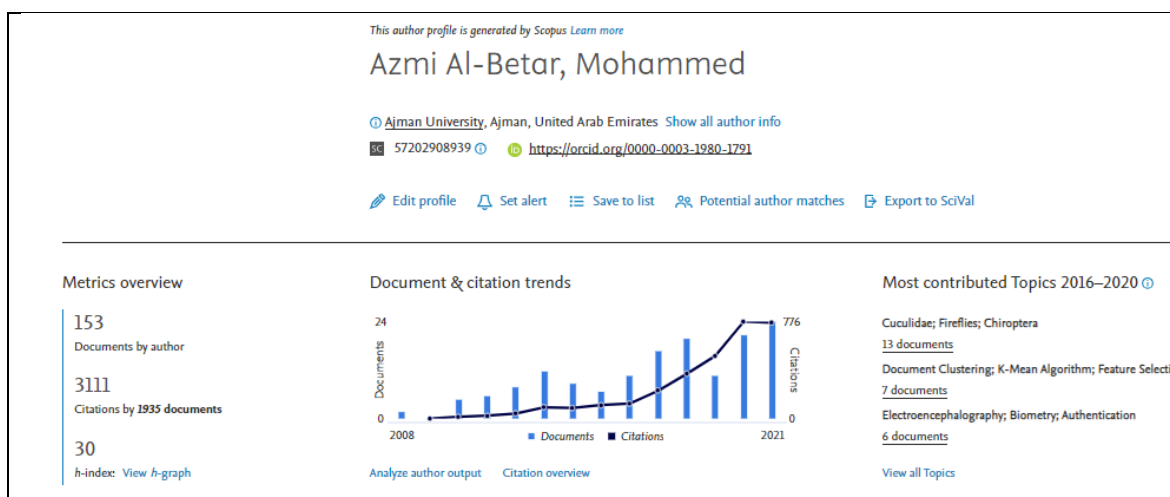 This author profile is generated by Scopus Learn more
Azmi Al-Betar, Mohammed
Ajman University, Ajman, United Arab Emirates Show all author info
SC 57202908939 iD https://orcid.org/0000-0003-1980-1791
Edit profile Set alert Save to list Potential author matches Export to SciVal
Metrics overview
153
Documents by author
3111
Citations by 1935 documents
30
h-index: View h-graph
Document & citation trends
24
776
Documents
Citations
0
0
2008
2021
Documents Citations
Analyze author output Citation overview
Most contributed Topics 2016–2020
Cuculidae; Fireflies; Chiroptera
13 documents
Document Clustering; K-Mean Algorithm; Feature Selecti
7 documents
Electroencephalography; Biometry; Authentication
6 documents
View all Topics